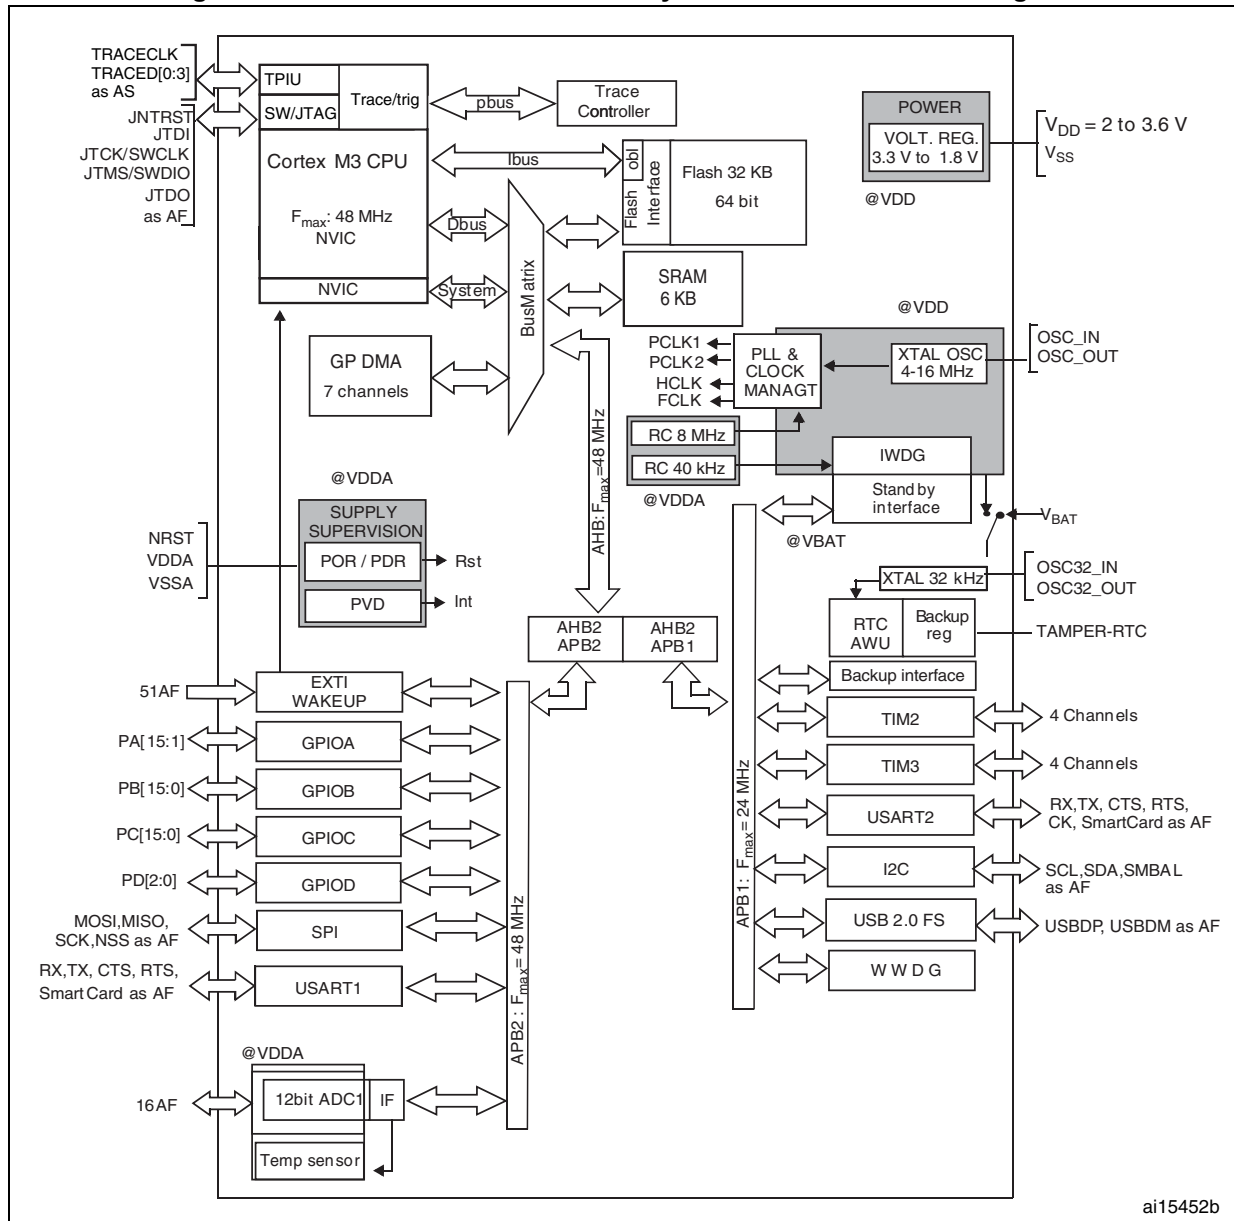 TRACECLK
TRACED[0:3]
as AS
JNTRST
JTDI
JTCK/SWCLK
JTMS/SWDIO
JTDO
as AF
TPIU
SW/JTAG
Trace/trig
pbus
Trace
Controller
Cortex M3 CPU
Fmax: 48 MHz
NVIC
NVIC
Ibus
Dbus
System
BusMatrix
Flash obl
Interface
Flash 32 KB
64 bit
SRAM
6 KB
GP DMA
7 channels
POWER
VOLT. REG.
3.3 V to 1.8 V
@VDD
VDD = 2 to 3.6 V
VSS
@VDD
PCLK1
PCLK2
HCLK
FCLK
PLL &
CLOCK
MANAGT
XTAL OSC
4-16 MHz
OSC_IN
OSC_OUT
RC 8 MHz
RC 40 kHz
@VDDA
IWDG
Stand by
interface
@VBAT
VBAT
AHB: Fmax=48 MHz
@VDDA
SUPPLY
SUPERVISION
POR / PDR
PVD
Rst
Int
NRST
VDDA
VSSA
XTAL 32 kHz
OSC32_IN
OSC32_OUT
RTC
AWU
Backup
reg
TAMPER-RTC
Backup interface
AHB2
APB2
AHB2
APB1
51AF
EXTI
WAKEUP
PA[15:1]
GPIOA
PB[15:0]
GPIOB
PC[15:0]
GPIOC
PD[2:0]
GPIOD
MOSI,MISO,
SCK,NSS as AF
SPI
RX,TX, CTS, RTS,
SmartCard as AF
USART1
APB2 : Fmax= 48 MHz
APB1 : Fmax= 24 MHz
TIM2
4 Channels
TIM3
4 Channels
USART2
RX,TX, CTS, RTS,
CK, SmartCard as AF
I2C
SCL,SDA,SMBAL
as AF
USB 2.0 FS
USBDP, USBDM as AF
WWDG
@VDDA
16AF
12bit ADC1
IF
Temp sensor
ai15452b